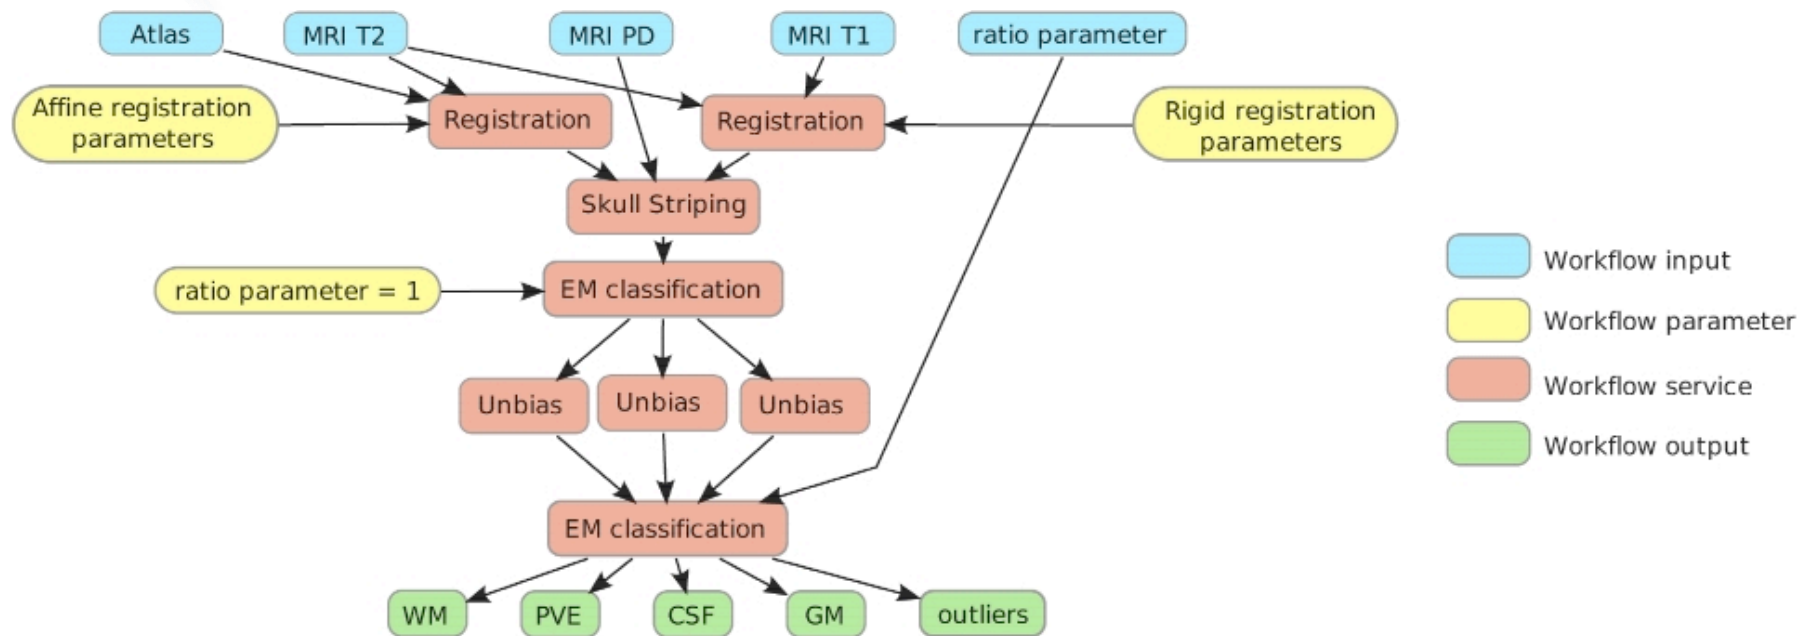 Atlas
MRI T2
MRI PD
MRI T1
ratio parameter
Affine registration
parameters
Registration
Registration
Rigid registration
parameters
Skull Striping
ratio parameter = 1
EM classification
Unbias
Unbias
Unbias
EM classification
WM
PVE
CSF
GM
outliers
Workflow input
Workflow parameter
Workflow service
Workflow output